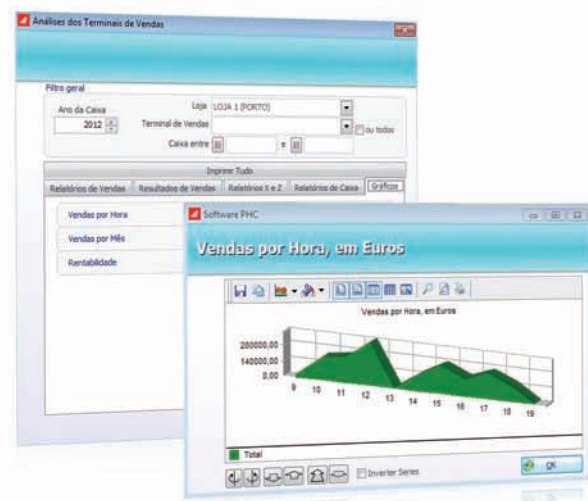 Análises dos Terminais de Vendas
Filtro geral
Ano da Caixa
2012
Loja
LOJA 1 (PORTO)
Terminal de Vendas
ou todos
Caixa entre
e
Imprime Tudo
Relatórios de Vendas
Resultados de Vendas
Relatórios X e Z
Relatórios de Caixa
Gráficos
Vendas por Hora
Vendas por Mês
Rentabilidade
Software PHC
Vendas por Hora, em Euros
Vendas por Hora, em Euros
280000,00
140000,00
0,00
9 10 11 12 13 14 15 16 17 18 19
Total
Inverter Series
OK